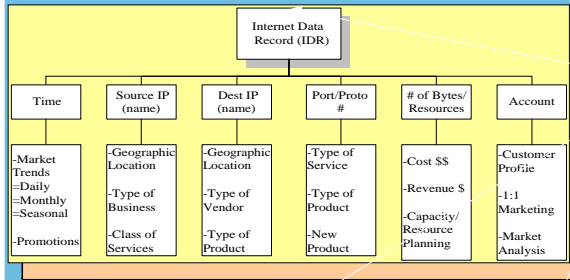 Internet Data
Record (IDR)
Time
Source IP
(name)
Dest IP
(name)
Port/Proto
#
# of Bytes/
Resources
Account
-Market
Trends
=Daily
=Monthly
=Seasonal
-Promotions
-Geographic
Location
-Type of
Business
-Class of
Services
-Geographic
Location
-Type of
Vendor
-Type of
Product
-Type of
Service
-Type of
Product
-New
Product
-Cost $$
-Revenue $
-Capacity/
Resource
Planning
-Customer
Profile
-1:1
Marketing
-Market
Analysis